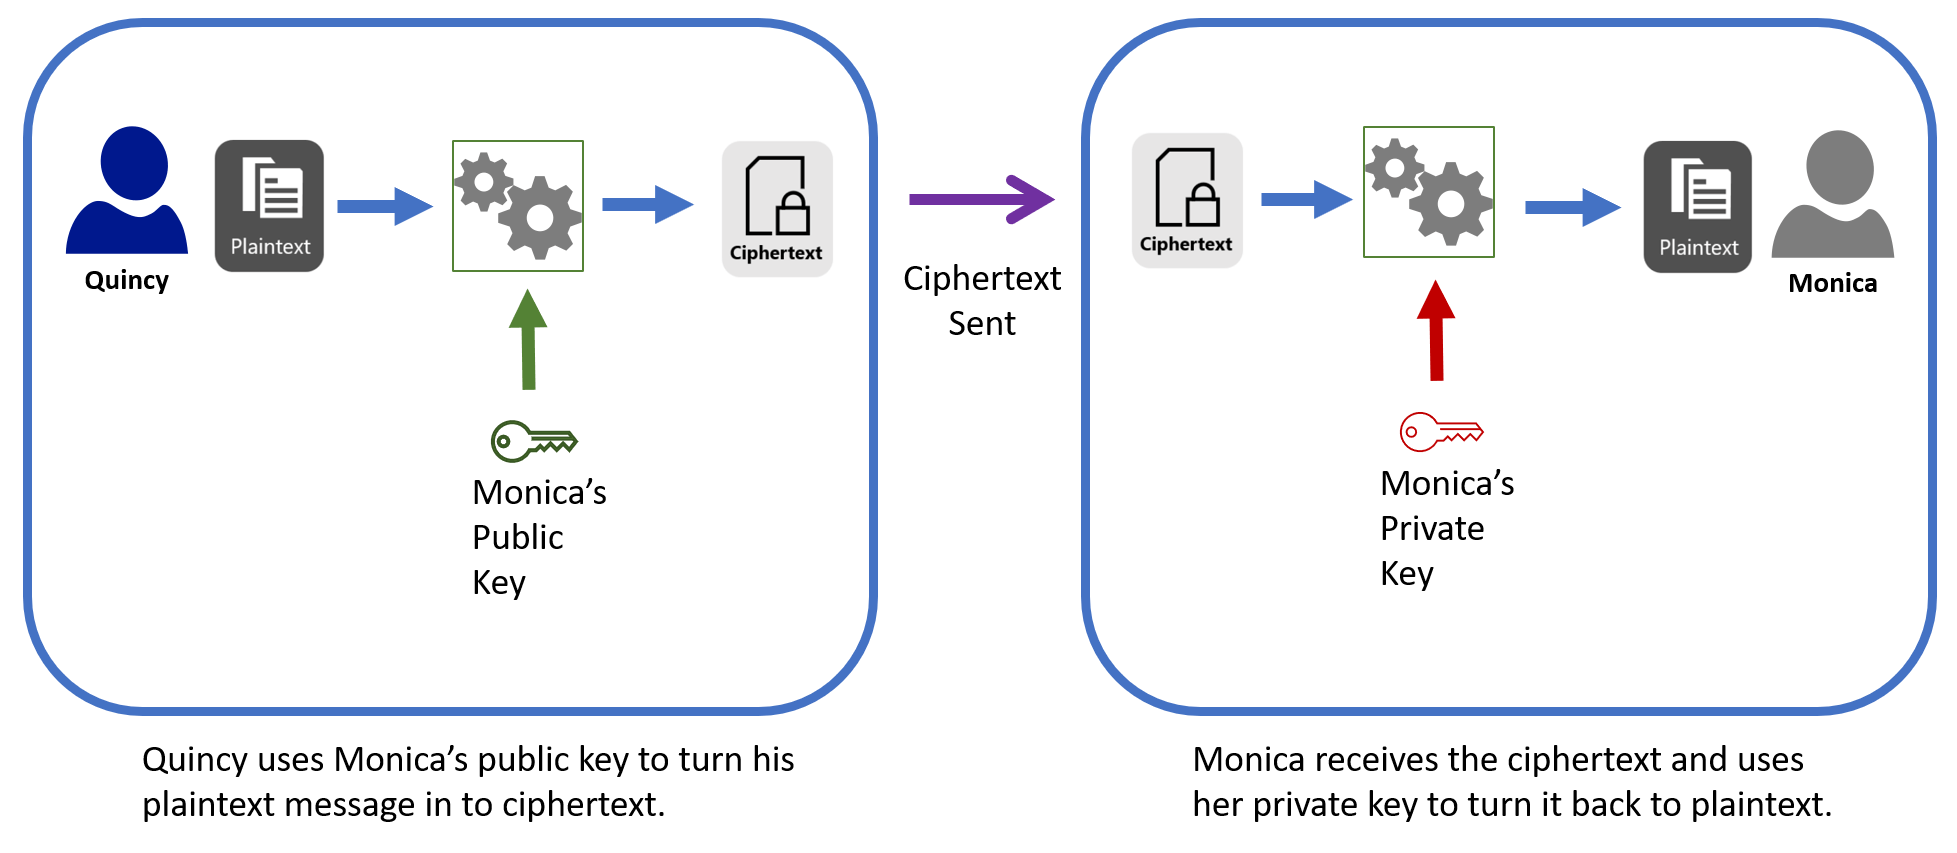 Quincy
Plaintext
Ciphertext
Monica's
Public
Key
Ciphertext
Sent
Ciphertext
Plaintext
Monica
Monica's
Private
Key
Quincy uses Monica's public key to turn his
plaintext message in to ciphertext.
Monica receives the ciphertext and uses
her private key to turn it back to plaintext.